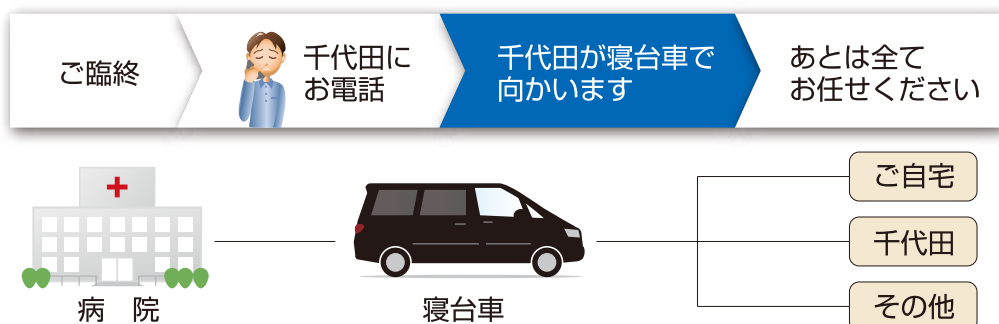 ご臨終
千代田に
お電話
千代田が寝台車で
向かいます
あとは全て
お任せください
病 院
寝台車
ご自宅
千代田
その他